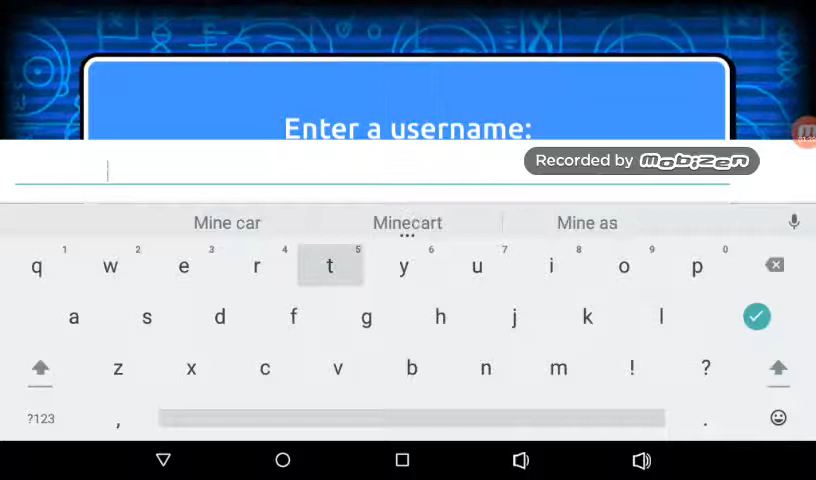 Enter a username:
Recorded by mobizen
Mine car Minecart Mine as
1 2 3 4 5 6 7 8 9 0
q w e r t y u i o p
a s d f g h j k l
z x c v b n m ! ?
?123 , .